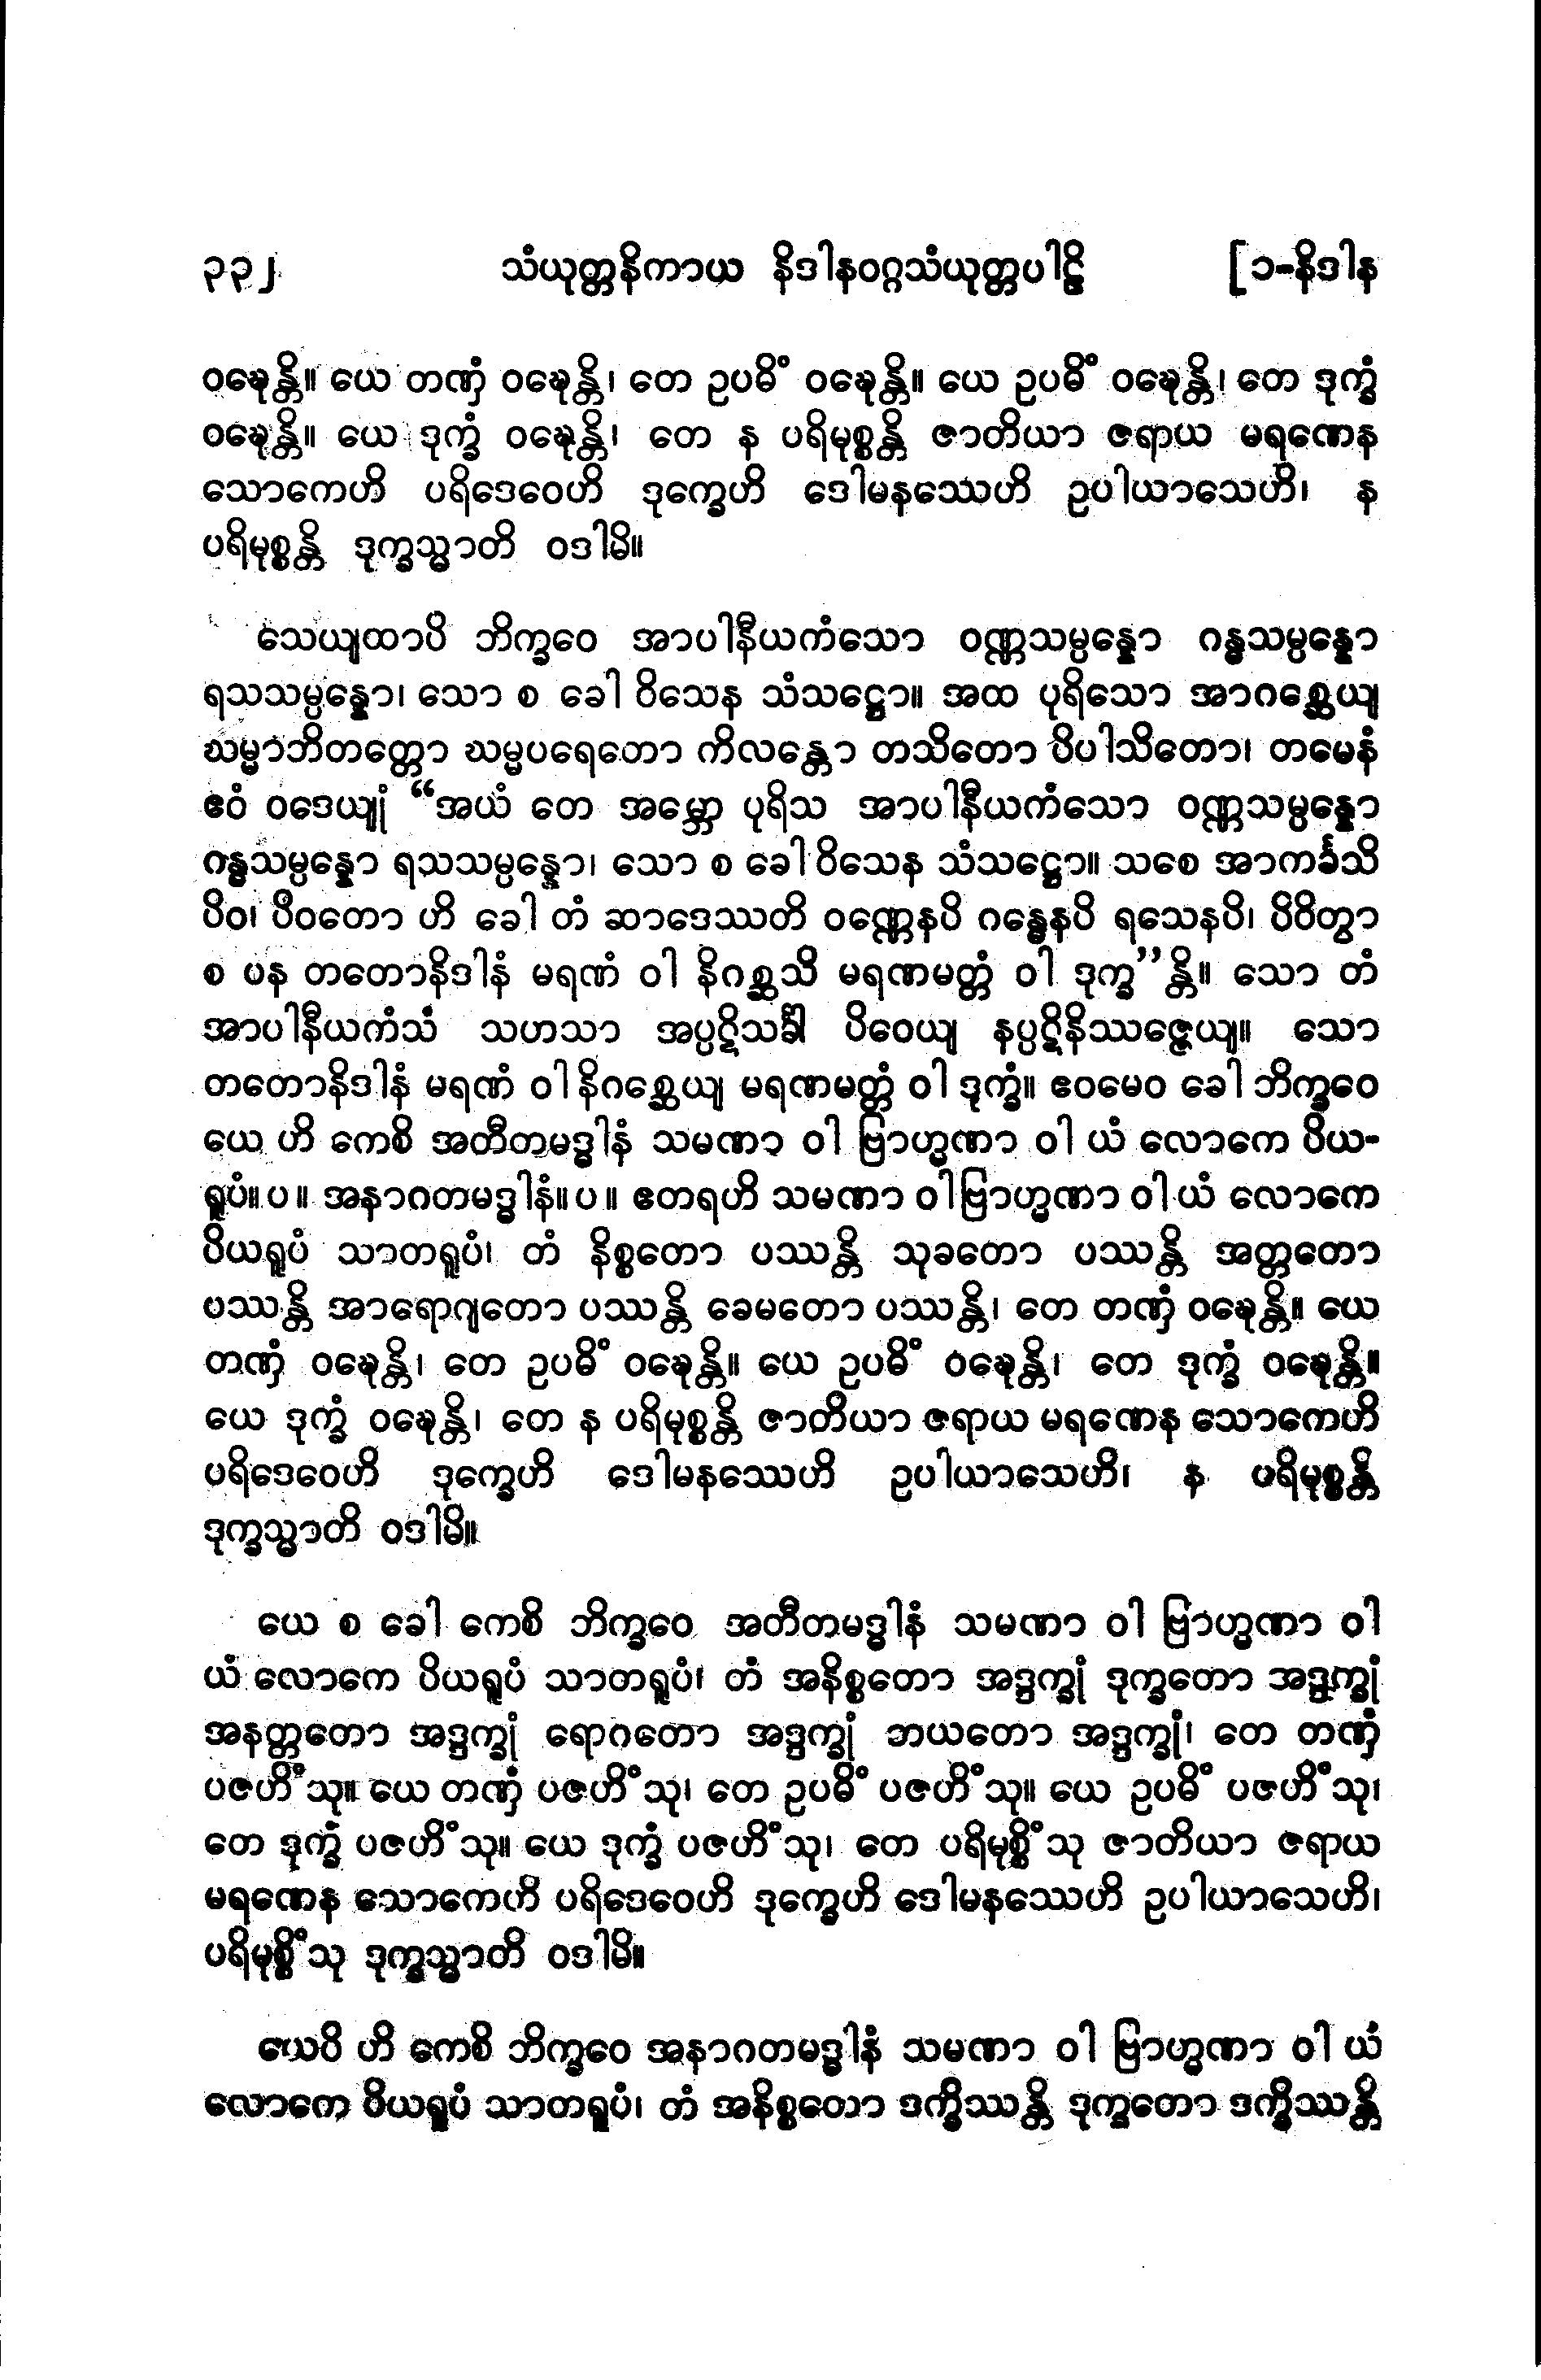 ၃၃၂ သံယုတ္တနိကာယ နိဒါနဝဂ္ဂသံယုတ္တပါဠိ [၁-နိဒါန
ဝဍ္ဎေန္တိ။ ယေ တဏှံ ဝဍ္ဎေန္တိ၊ တေ ဥပဓိံ ဝဍ္ဎေန္တိ။ ယေ ဥပဓိံ ဝဍ္ဎေန္တိ၊ တေ ဒုက္ခံ
ဝဍ္ဎေန္တိ။ ယေ ဒုက္ခံ ဝဍ္ဎေန္တိ၊ တေ န ပရိမုစ္စန္တိ ဇာတိယာ ဇရာယ မရဏေန
သောကေဟိ ပရိဒေဝေဟိ ဒုက္ခေဟိ ဒေါမနဿေဟိ ဥပါယာသေဟိ၊ န
ပရိမုစ္စန္တိ ဒုက္ခသ္မာတိ ဝဒါမိ။
သေယျထာပိ ဘိက္ခဝေ အာပါနီယကံသော ဝဏ္ဏသမ္ပန္နော ဂန္ဓသမ္ပန္နော
ရသသမ္ပန္နော၊ သော စ ခေါ ဝိသေန သံသဋ္ဌော။ အထ ပုရိသော အာဂစ္ဆေယျ
ဃမ္မာဘိတတ္တော ဃမ္မပရေတော ကိလန္တော တသိတော ပိပါသိတော၊ တမေနံ
ဧဝံ ဝဒေယျုံ “အယံ တေ အမ္ဘော ပုရိသ အာပါနီယကံသော ဝဏ္ဏသမ္ပန္နော
ဂန္ဓသမ္ပန္နော ရသသမ္ပန္နော၊ သော စ ခေါ ဝိသေန သံသဋ္ဌော။ သစေ အာကင်္ခသိ
ပိဝ၊ ပိဝတော ဟိ ခေါ တံ ဆာဒေဿတိ ဝဏ္ဏေနပိ ဂန္ဓေနပိ ရသေနပိ၊ ပိဝိတွာ
စ ပန တတောနိဒါနံ မရဏံ ဝါ နိဂစ္ဆသိ မရဏမတ္တံ ဝါ ဒုက္ခ”န္တိ။ သော တံ
အာပါနီယကံသံ သဟသာ အပ္ပဋိသင်္ခါ ပိဝေယျ နပ္ပဋိနိဿဇ္ဇေယျ။ သော
တတောနိဒါနံ မရဏံ ဝါ နိဂစ္ဆေယျ မရဏမတ္တံ ဝါ ဒုက္ခံ။ ဧဝမေဝ ခေါ ဘိက္ခဝေ
ယေ ဟိ ကေစိ အတီတမဒ္ဓါနံ သမဏာ ဝါ ဗြာဟ္မဏာ ဝါ ယံ လောကေ ပိယ-
ရူပံ။ ပ ။ အနာဂတမဒ္ဓါနံ။ ပ ။ ဧတရဟိ သမဏာ ဝါ ဗြာဟ္မဏာ ဝါ ယံ လောကေ
ပိယရူပံ သာတရူပံ၊ တံ နိစ္စတော ပဿန္တိ သုခတော ပဿန္တိ အတ္တတော
ပဿန္တိ အာရောဂျတော ပဿန္တိ ခေမတော ပဿန္တိ၊ တေ တဏှံ ဝဍ္ဎေန္တိ။ ယေ
တဏှံ ဝဍ္ဎေန္တိ၊ တေ ဥပဓိံ ဝဍ္ဎေန္တိ။ ယေ ဥပဓိံ ဝဍ္ဎေန္တိ၊ တေ ဒုက္ခံ ဝဍ္ဎေန္တိ။
ယေ ဒုက္ခံ ဝဍ္ဎေန္တိ၊ တေ န ပရိမုစ္စန္တိ ဇာတိယာ ဇရာယ မရဏေန သောကေဟိ
ပရိဒေဝေဟိ ဒုက္ခေဟိ ဒေါမနဿေဟိ ဥပါယာသေဟိ၊ န ပရိမုစ္စန္တိ
ဒုက္ခသ္မာတိ ဝဒါမိ။
ယေ စ ခေါ ကေစိ ဘိက္ခဝေ အတီတမဒ္ဓါနံ သမဏာ ဝါ ဗြာဟ္မဏာ ဝါ
ယံ လောကေ ပိယရူပံ သာတရူပံ၊ တံ အနိစ္စတော အဒ္ဒက္ခုံ ဒုက္ခတော အဒ္ဒက္ခုံ
အနတ္တတော အဒ္ဒက္ခုံ ရောဂတော အဒ္ဒက္ခုံ ဘယတော အဒ္ဒက္ခုံ၊ တေ တဏှံ
ပဇဟိံသု။ ယေ တဏှံ ပဇဟိံသု၊ တေ ဥပဓိံ ပဇဟိံသု။ ယေ ဥပဓိံ ပဇဟိံသု၊
တေ ဒုက္ခံ ပဇဟိံသု။ ယေ ဒုက္ခံ ပဇဟိံသု၊ တေ ပရိမုစ္စိံသု ဇာတိယာ ဇရာယ
မရဏေန သောကေဟိ ပရိဒေဝေဟိ ဒုက္ခေဟိ ဒေါမနဿေဟိ ဥပါယာသေဟိ၊
ပရိမုစ္စိံသု ဒုက္ခသ္မာတိ ဝဒါမိ။
ယေပိ ဟိ ကေစိ ဘိက္ခဝေ အနာဂတမဒ္ဓါနံ သမဏာ ဝါ ဗြာဟ္မဏာ ဝါ ယံ
လောကေ ပိယရူပံ သာတရူပံ၊ တံ အနိစ္စတော ဒက္ခိဿန္တိ ဒုက္ခတော ဒက္ခိဿန္တိ